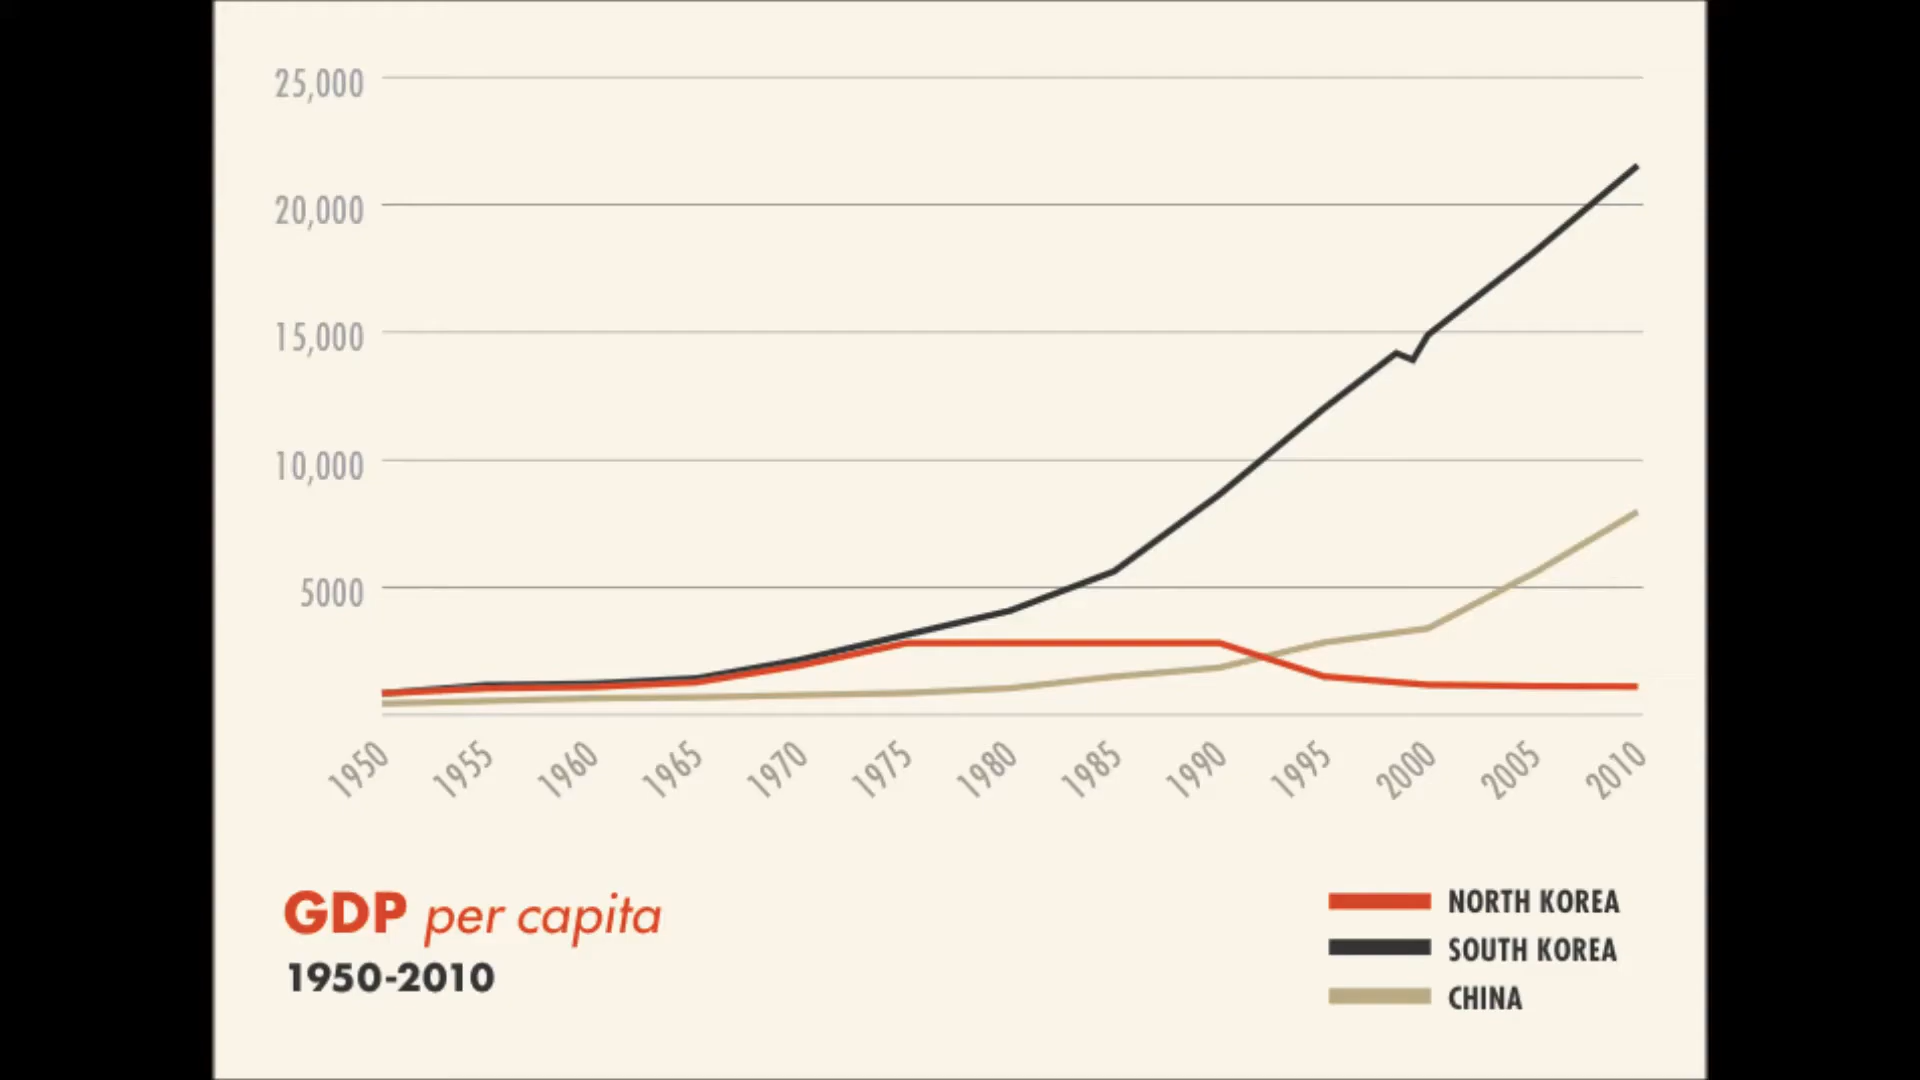 25,000
20,000
15,000
10,000
5000
1950 1955 1960 1965 1970 1975 1980 1985 1990 1995 2000 2005 2010
GDP per capita
1950-2010
NORTH KOREA
SOUTH KOREA
CHINA